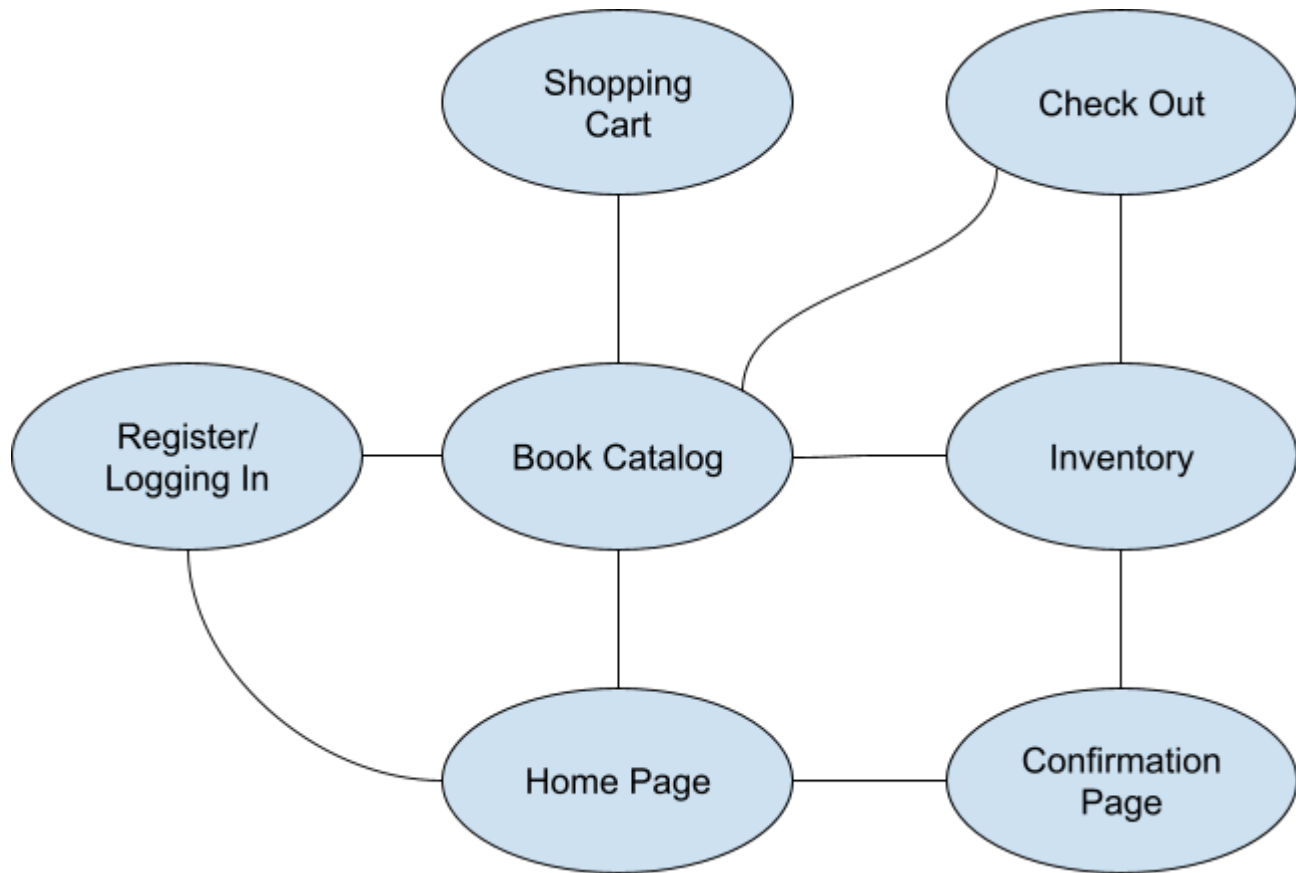 Shopping
Cart
Check Out
Register/
Logging In
Book Catalog
Inventory
Home Page
Confirmation
Page